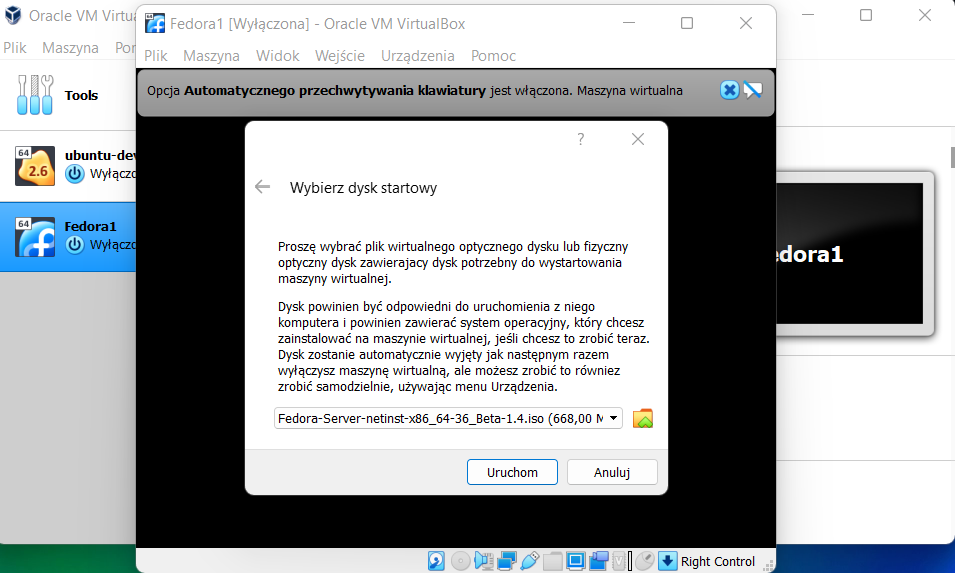 Oracle VM Virtua
Plik Maszyna Por
Tools
64
2.6
ubuntu-dev
Wyłączo
64
Fedora1
Wyłączo
Fedora1 [Wyłączona] - Oracle VM VirtualBox
Plik Maszyna Widok Wejście Urządzenia Pomoc
Opcja Automatycznego przechwytywania klawiatury jest włączona. Maszyna wirtualna
?
Wybierz dysk startowy
Proszę wybrać plik wirtualnego optycznego dysku lub fizyczny
optyczny dysk zawierajacy dysk potrzebny do wystartowania
maszyny wirtualnej.
Dysk powinien być odpowiedni do uruchomienia z niego
komputera i powinien zawierać system operacyjny, który chcesz
zainstalować na maszynie wirtualnej, jeśli chcesz to zrobić teraz.
Dysk zostanie automatycznie wyjęty jak następnym razem
wyłączysz maszynę wirtualną, ale możesz zrobić to również
zrobić samodzielnie, używając menu Urządzenia.
Fedora-Server-netinst-x86_64-36_Beta-1.4.iso (668,00 M
Uruchom Anuluj
edora1
Right Control